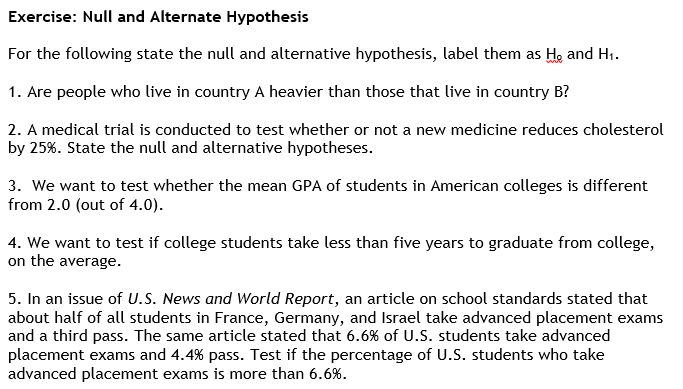 Exercise: Null and Alternate Hypothesis
For the following state the null and alternative hypothesis, label them as H₀ and H₁.
1. Are people who live in country A heavier than those that live in country B?
2. A medical trial is conducted to test whether or not a new medicine reduces cholesterol
by 25%. State the null and alternative hypotheses.
3. We want to test whether the mean GPA of students in American colleges is different
from 2.0 (out of 4.0).
4. We want to test if college students take less than five years to graduate from college,
on the average.
5. In an issue of U.S. News and World Report, an article on school standards stated that
about half of all students in France, Germany, and Israel take advanced placement exams
and a third pass. The same article stated that 6.6% of U.S. students take advanced
placement exams and 4.4% pass. Test if the percentage of U.S. students who take
advanced placement exams is more than 6.6%.